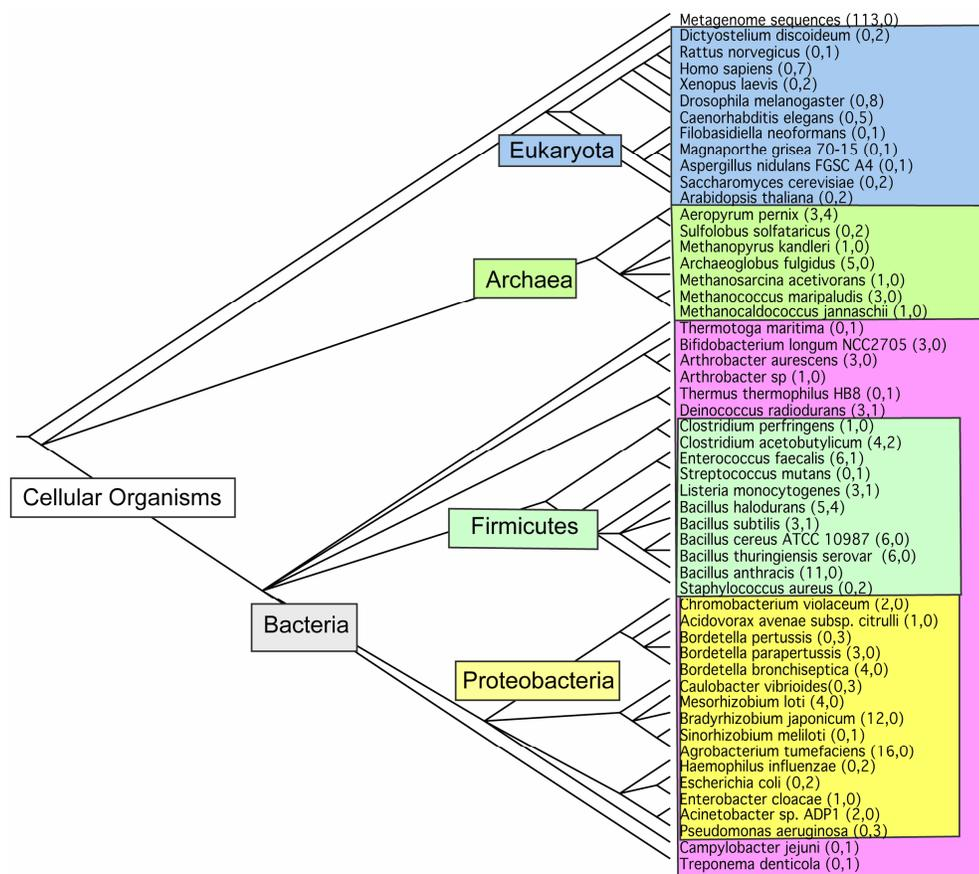 Metagenome sequences (113,0)
Dictyostelium discoideum (0,2)
Rattus norvegicus (0,1)
Homo sapiens (0,7)
Xenopus laevis (0,2)
Drosophila melanogaster (0,8)
Caenorhabditis elegans (0,5)
Filobasidiella neoformans (0,1)
Magnaporthe grisea 70-15 (0,1)
Aspergillus nidulans FGSC A4 (0,1)
Saccharomyces cerevisiae (0,2)
Arabidopsis thaliana (0,2)
Eukaryota
Aeropyrum pernix (3,4)
Sulfolobus solfataricus (0,2)
Methanopyrus kandleri (1,0)
Archaeoglobus fulgidus (5,0)
Methanosarcina acetivorans (1,0)
Methanococcus maripaludis (3,0)
Methanocaldococcus jannaschii (1,0)
Archaea
Thermotoga maritima (0,1)
Bifidobacterium longum NCC2705 (3,0)
Arthrobacter aurescens (3,0)
Arthrobacter sp (1,0)
Thermus thermophilus HB8 (0,1)
Deinococcus radiodurans (3,1)
Clostridium perfringens (1,0)
Clostridium acetobutylicum (4,2)
Enterococcus faecalis (6,1)
Streptococcus mutans (0,1)
Listeria monocytogenes (3,1)
Bacillus halodurans (5,4)
Bacillus subtilis (3,1)
Bacillus cereus ATCC 10987 (6,0)
Bacillus thuringiensis serovar (6,0)
Bacillus anthracis (11,0)
Staphylococcus aureus (0,2)
Cellular Organisms
Firmicutes
Bacteria
Chromobacterium violaceum (2,0)
Acidovorax avenae subsp. citrulli (1,0)
Bordetella pertussis (0,3)
Bordetella parapertussis (3,0)
Bordetella bronchiseptica (4,0)
Caulobacter vibrioides(0,3)
Mesorhizobium loti (4,0)
Bradyrhizobium japonicum (12,0)
Sinorhizobium meliloti (0,1)
Agrobacterium tumefaciens (16,0)
Haemophilus influenzae (0,2)
Escherichia coli (0,2)
Enterobacter cloacae (1,0)
Acinetobacter sp. ADP1 (2,0)
Pseudomonas aeruginosa (0,3)
Proteobacteria
Campylobacter jejuni (0,1)
Treponema denticola (0,1)